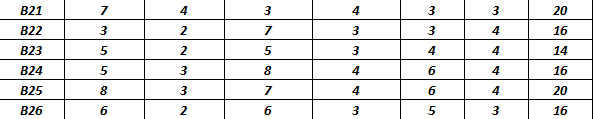 B21 7 4 3 4 3 3 20
B22 3 2 7 3 3 4 16
B23 5 2 5 3 4 4 14
B24 5 3 8 4 6 4 16
B25 8 3 7 4 6 4 20
B26 6 2 6 3 5 3 16